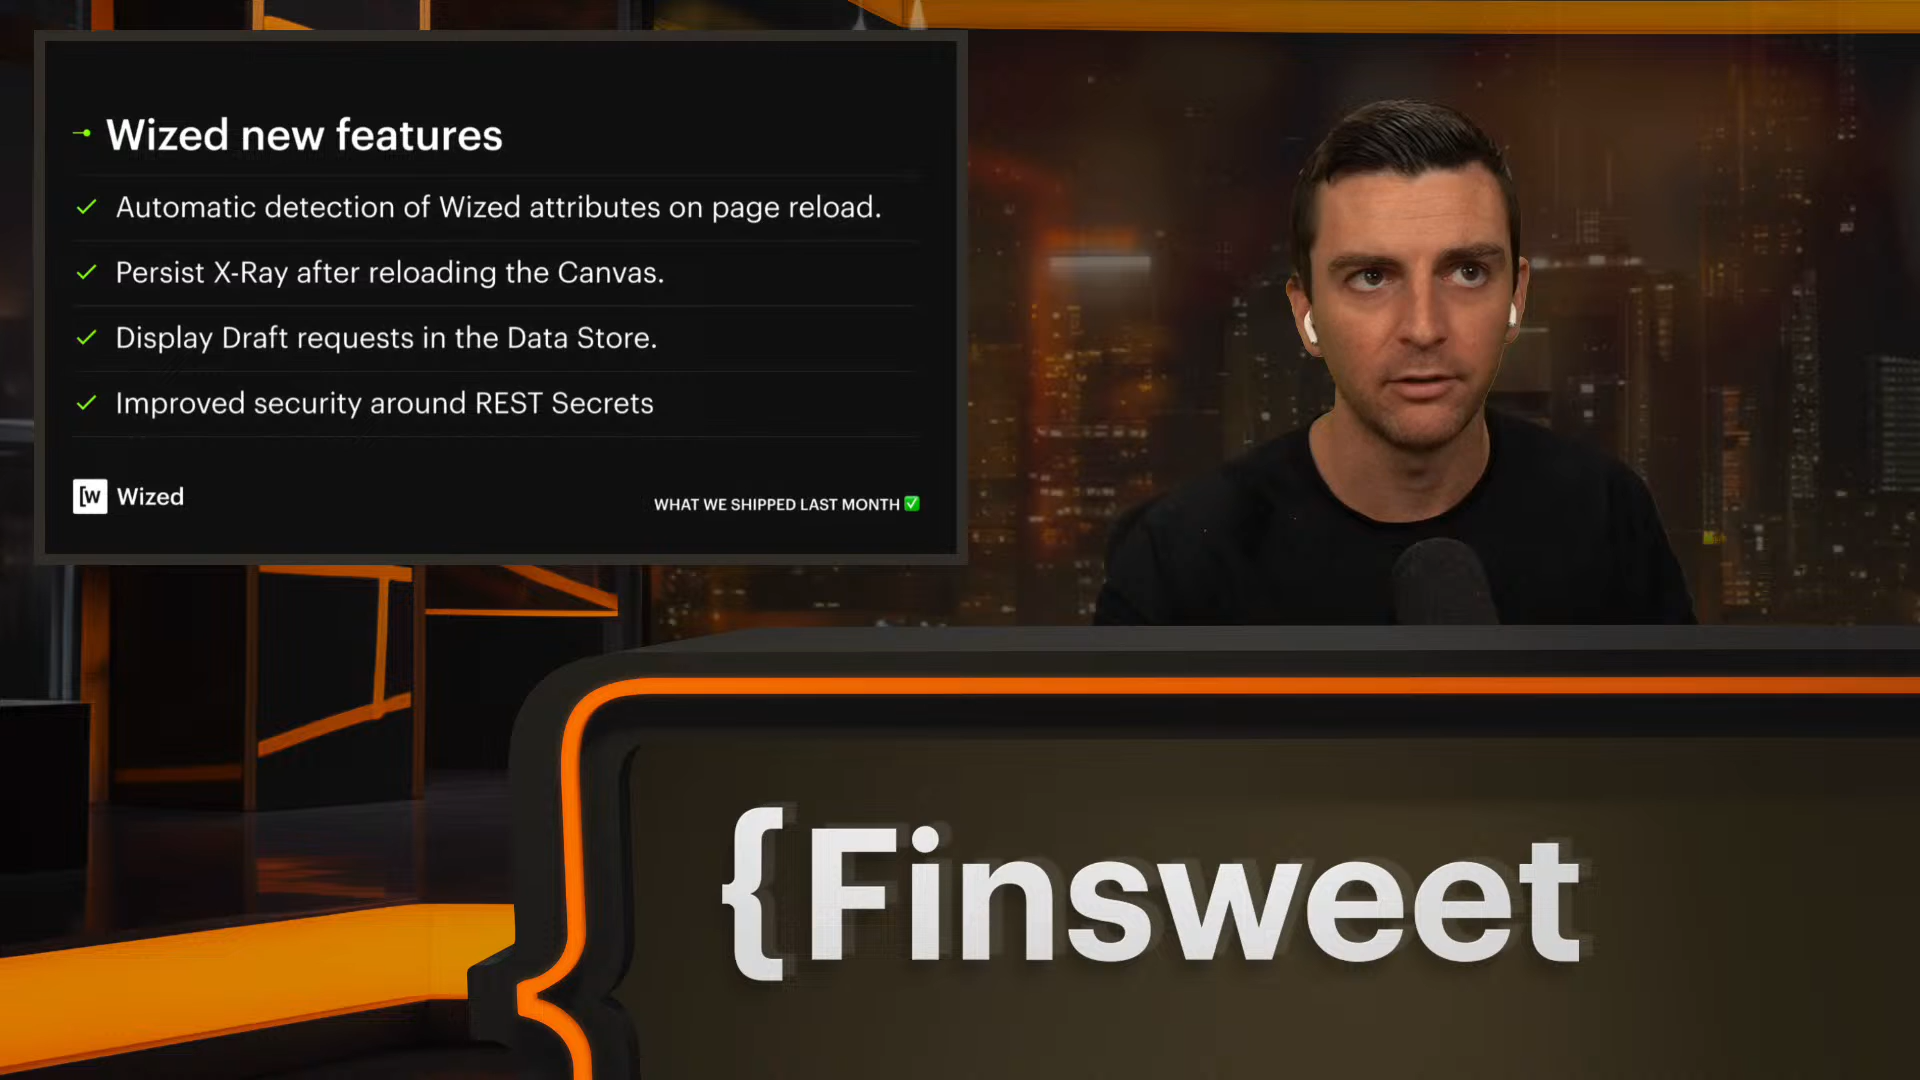 Wized new features
Automatic detection of Wized attributes on page reload.
Persist X-Ray after reloading the Canvas.
Display Draft requests in the Data Store.
Improved security around REST Secrets
[w Wized
WHAT WE SHIPPED LAST MONTH ✅
{Finsweet